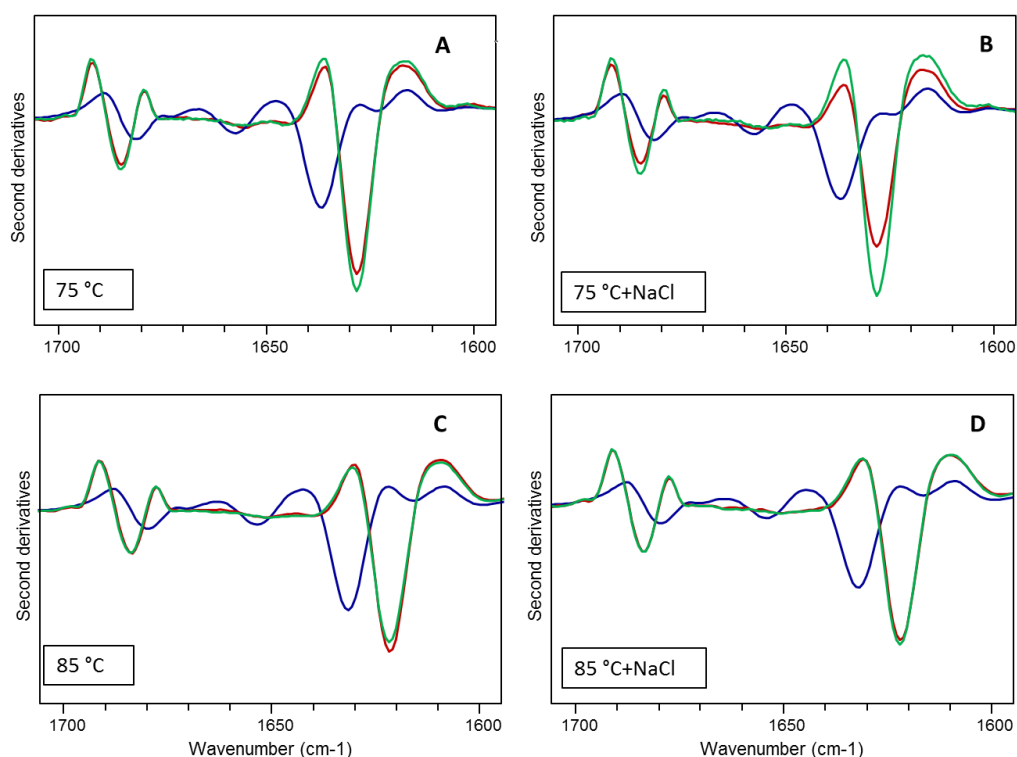 A
Second derivatives
75 °C
1700
1650
1600
B
Second derivatives
75 °C+NaCl
1700
1650
1600
C
Second derivatives
85 °C
1700
1650
1600
Wavenumber (cm-1)
D
Second derivatives
85 °C+NaCl
1700
1650
1600
Wavenumber (cm-1)